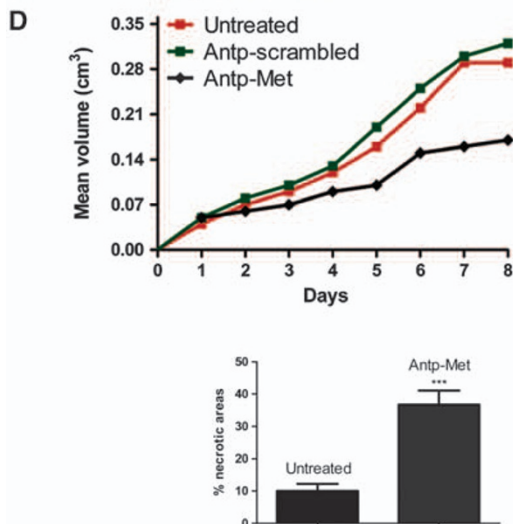 D
Untreated
Antp-scrambled
Antp-Met
Mean volume (cm³)
0.35
0.28
0.21
0.14
0.07
0.00
0 1 2 3 4 5 6 7 8
Days
Antp-Met
***
Untreated
% necrotic areas
50
40
30
20
10
0